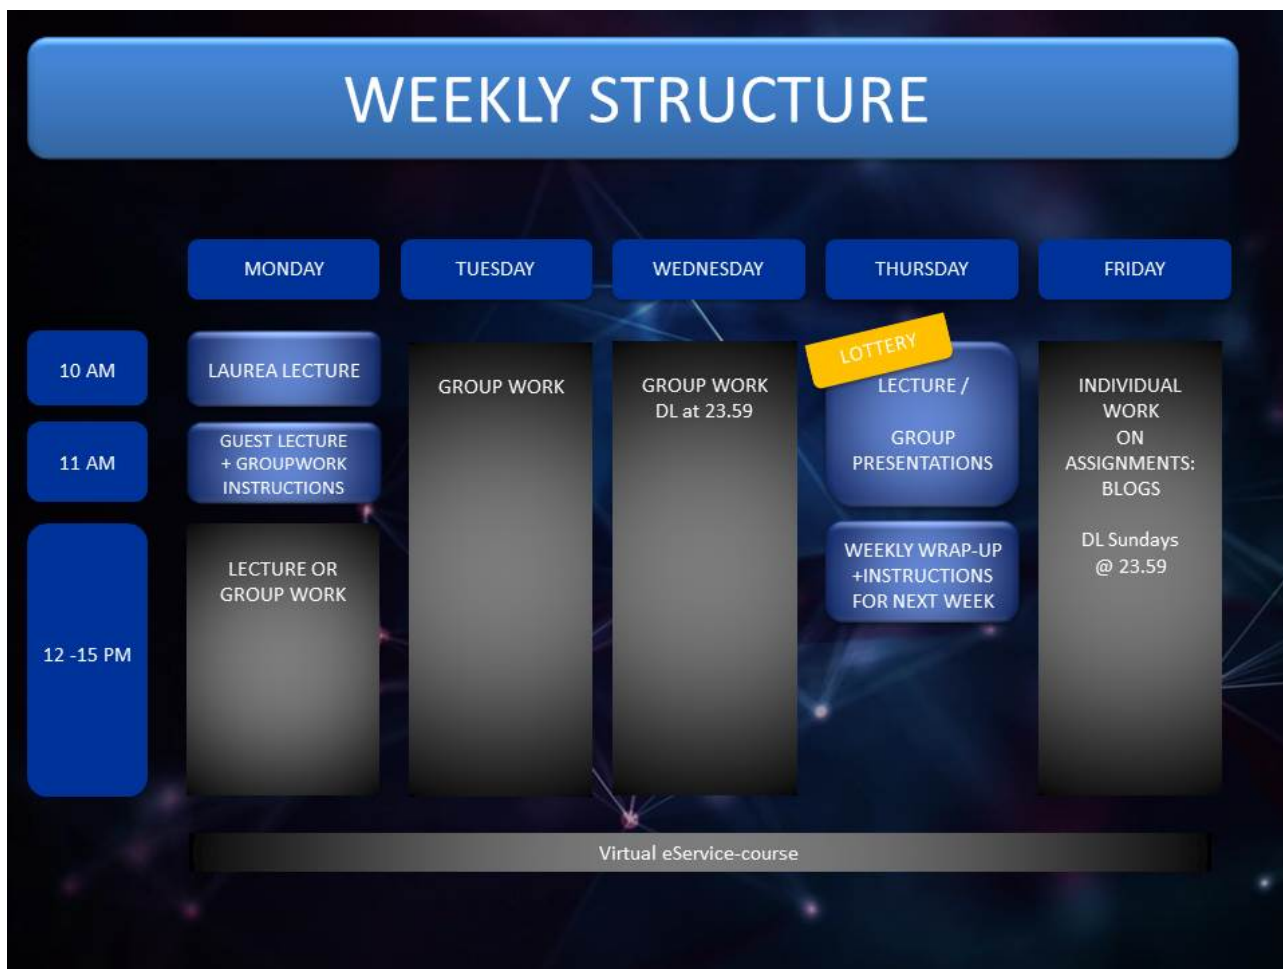 WEEKLY STRUCTURE
MONDAY
TUESDAY
WEDNESDAY
THURSDAY
FRIDAY
10 AM
11 AM
12 -15 PM
LAUREA LECTURE
GUEST LECTURE
+ GROUPWORK
INSTRUCTIONS
LECTURE OR
GROUP WORK
GROUP WORK
GROUP WORK
DL at 23.59
LOTTERY
LECTURE /
GROUP
PRESENTATIONS
WEEKLY WRAP-UP
+INSTRUCTIONS
FOR NEXT WEEK
INDIVIDUAL
WORK
ON
ASSIGNMENTS:
BLOGS
DL Sundays
@ 23.59
Virtual eService-course